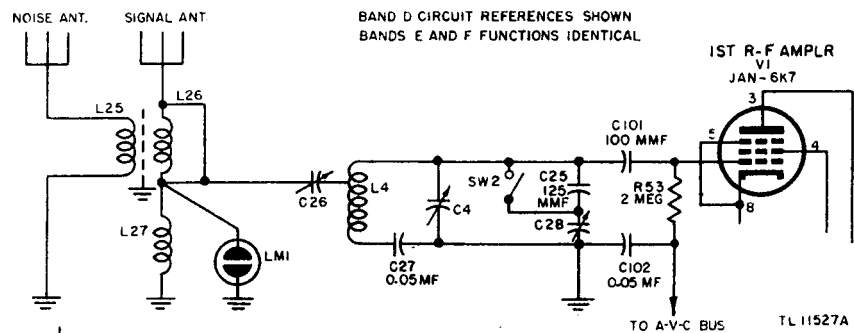 NOISE ANT.
SIGNAL ANT.
BAND D CIRCUIT REFERENCES SHOWN
BANDS E AND F FUNCTIONS IDENTICAL
1ST R-F AMPLR
V1
JAN-6K7
L25
L26
3
5
4
8
C101
100 MMF
C26
L4
C4
SW2
C25
125
MMF
C28
R53
2 MEG
L27
LM1
C27
0.05MF
C102
0.05 MF
TO A-V-C BUS
TL 11527A